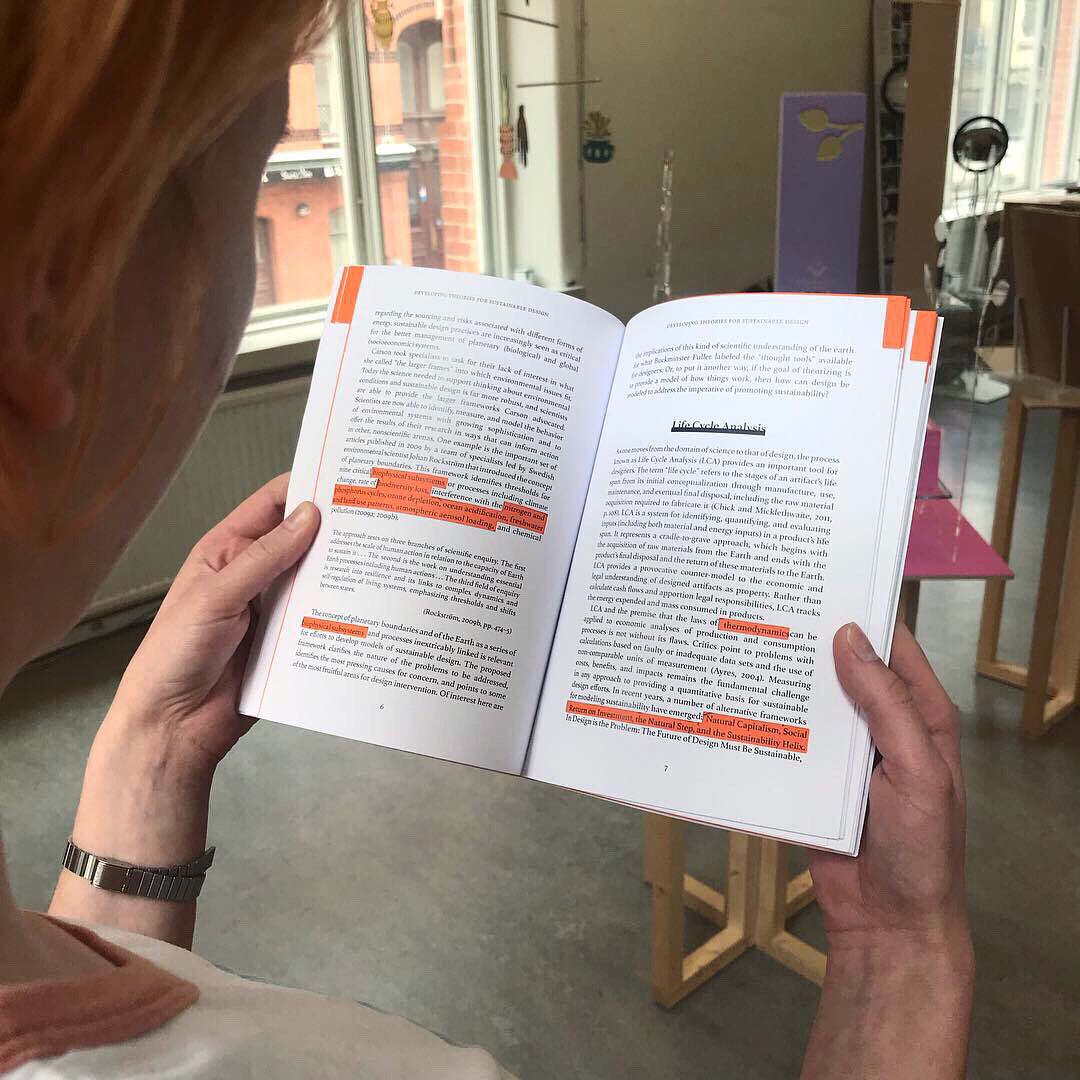 DEVELOPING THEORIES FOR SUSTAINABLE DESIGN
regarding the sourcing and risks associated with different forms of
energy, sustainable design practices are increasingly seen as critical
for the better management of planetary (biological) and global
(socioeconomic) systems.
Carson took specialists to task for their lack of interest in what
she called “the larger frames” into which environmental issues fit.
Today the science needed to support thinking about environmental
conditions and sustainable design is far more robust, and scientists
are able to provide the larger frameworks Carson advocated.
Scientists are now able to identify, measure, and model the behavior
of environmental systems with growing sophistication and to
offer the results of their research in ways that can inform action
in other, nonscientific arenas. One example is the important set of
articles published in 2009 by a team of specialists led by Swedish
environmental scientist Johan Rockström that introduced the concept
of planetary boundaries. This framework identifies thresholds for
nine critical biophysical subsystems or processes including climate
change, rate of biodiversity loss, interference with the nitrogen and
phosphorus cycles, ozone depletion, ocean acidification, freshwater
and land use patterns, atmospheric aerosol loading, and chemical
pollution (2009a; 2009b).
The approach rests on three branches of scientific enquiry. The first
addresses the scale of human action in relation to the capacity of Earth
to sustain it . . . The second is the work on understanding essential
Earth processes including human actions . . . The third field of enquiry
is research into resilience and its links to complex dynamics and
self-regulation of living systems, emphasizing thresholds and shifts
between states.
(Rockström, 2009b, pp. 474-5)
The concept of planetary boundaries and of the Earth as a series of
biophysical subsystems and processes inextricably linked is relevant
for efforts to develop models of sustainable design. The proposed
framework clarifies the nature of the problems to be addressed,
identifies the most pressing causes for concern, and points to some
of the most fruitful areas for design intervention. Of interest here are
6
DEVELOPING THEORIES FOR SUSTAINABLE DESIGN
the implications of this kind of scientific understanding of the earth
for what Buckminster Fuller labeled the “thought tools” available
for designers. Or, to put it another way, if the goal of theorizing is
to provide a model of how things work, then how can design be
modeled to address the imperative of promoting sustainability?
Life Cycle Analysis
As one moves from the domain of science to that of design, the process
known as Life Cycle Analysis (LCA) provides an important tool for
designers. The term “life cycle” refers to the stages of an artifact’s life
span from its initial conceptualization through manufacture, use,
maintenance, and eventual final disposal, including the raw material
acquisition required to fabricate it (Chick and Micklethwaite, 2011,
p. 108). LCA is a system for identifying, quantifying, and evaluating
inputs (including both material and energy inputs) in a product’s life
span. It represents a cradle-to-grave approach, which begins with
the acquisition of raw materials from the Earth and ends with the
product’s final disposal and the return of these materials to the Earth.
LCA provides a provocative counter-model to the economic and
legal understanding of designed artifacts as property. Rather than
calculate cash flows and apportion legal responsibilities, LCA tracks
the energy expended and mass consumed in products.
LCA and the premise that the laws of thermodynamics can be
applied to economic analyses of production and consumption
processes is not without its flaws. Critics point to problems with
calculations based on faulty or inadequate data sets and the use of
non-comparable units of measurement (Ayres, 2004). Measuring
costs, benefits, and impacts remains the fundamental challenge
in any approach to providing a quantitative basis for sustainable
design efforts. In recent years, a number of alternative frameworks
for modeling sustainability have emerged: Natural Capitalism, Social
Return on Investment, the Natural Step, and the Sustainability Helix.
In Design is the Problem: The Future of Design Must Be Sustainable,
7